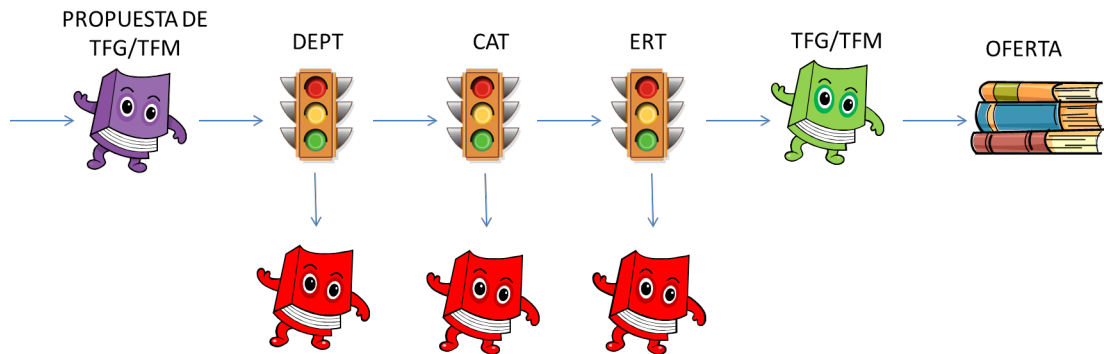 PROPUESTA DE
TFG/TFM
DEPT
CAT
ERT
TFG/TFM
OFERTA